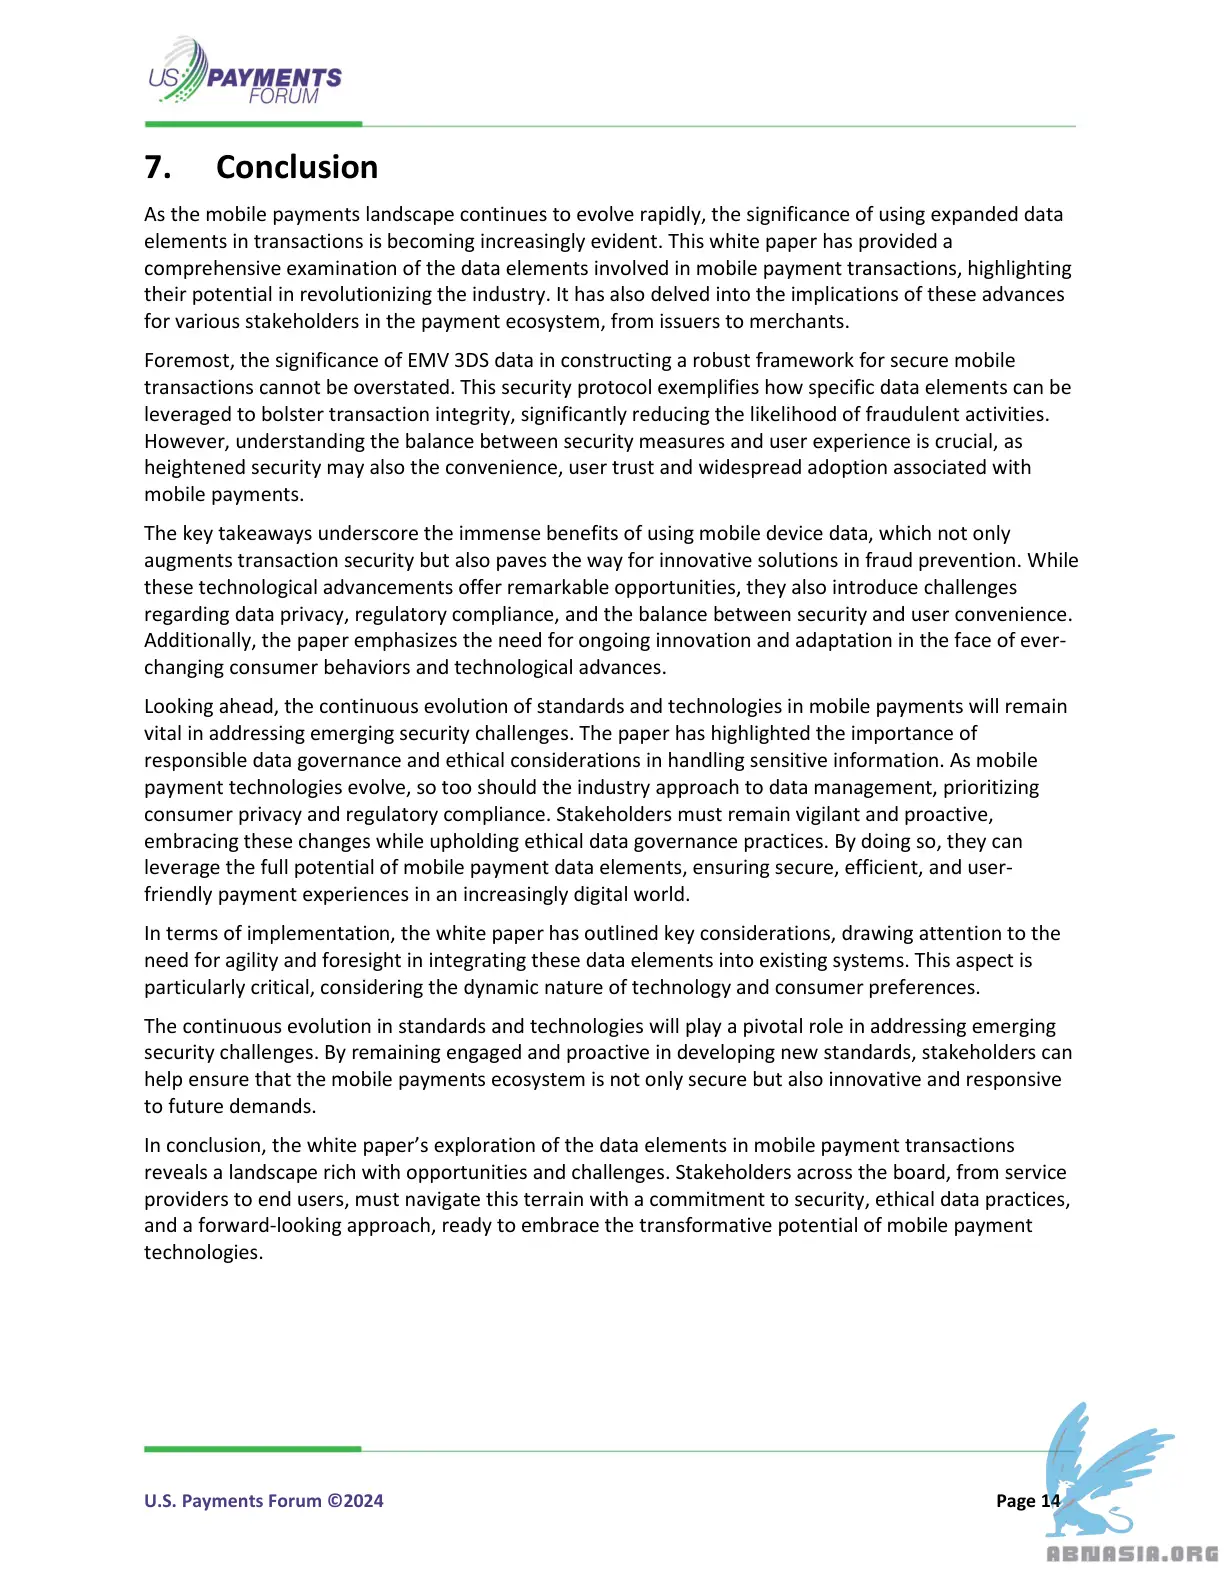 US PAYMENTS
FORUM
7. Conclusion
As the mobile payments landscape continues to evolve rapidly, the significance of using expanded data
elements in transactions is becoming increasingly evident. This white paper has provided a
comprehensive examination of the data elements involved in mobile payment transactions, highlighting
their potential in revolutionizing the industry. It has also delved into the implications of these advances
for various stakeholders in the payment ecosystem, from issuers to merchants.
Foremost, the significance of EMV 3DS data in constructing a robust framework for secure mobile
transactions cannot be overstated. This security protocol exemplifies how specific data elements can be
leveraged to bolster transaction integrity, significantly reducing the likelihood of fraudulent activities.
However, understanding the balance between security measures and user experience is crucial, as
heightened security may also the convenience, user trust and widespread adoption associated with
mobile payments.
The key takeaways underscore the immense benefits of using mobile device data, which not only
augments transaction security but also paves the way for innovative solutions in fraud prevention. While
these technological advancements offer remarkable opportunities, they also introduce challenges
regarding data privacy, regulatory compliance, and the balance between security and user convenience.
Additionally, the paper emphasizes the need for ongoing innovation and adaptation in the face of ever-
changing consumer behaviors and technological advances.
Looking ahead, the continuous evolution of standards and technologies in mobile payments will remain
vital in addressing emerging security challenges. The paper has highlighted the importance of
responsible data governance and ethical considerations in handling sensitive information. As mobile
payment technologies evolve, so too should the industry approach to data management, prioritizing
consumer privacy and regulatory compliance. Stakeholders must remain vigilant and proactive,
embracing these changes while upholding ethical data governance practices. By doing so, they can
leverage the full potential of mobile payment data elements, ensuring secure, efficient, and user-
friendly payment experiences in an increasingly digital world.
In terms of implementation, the white paper has outlined key considerations, drawing attention to the
need for agility and foresight in integrating these data elements into existing systems. This aspect is
particularly critical, considering the dynamic nature of technology and consumer preferences.
The continuous evolution in standards and technologies will play a pivotal role in addressing emerging
security challenges. By remaining engaged and proactive in developing new standards, stakeholders can
help ensure that the mobile payments ecosystem is not only secure but also innovative and responsive
to future demands.
In conclusion, the white paper’s exploration of the data elements in mobile payment transactions
reveals a landscape rich with opportunities and challenges. Stakeholders across the board, from service
providers to end users, must navigate this terrain with a commitment to security, ethical data practices,
and a forward-looking approach, ready to embrace the transformative potential of mobile payment
technologies.
U.S. Payments Forum ©2024 Page 14
ABNASIA.ORG